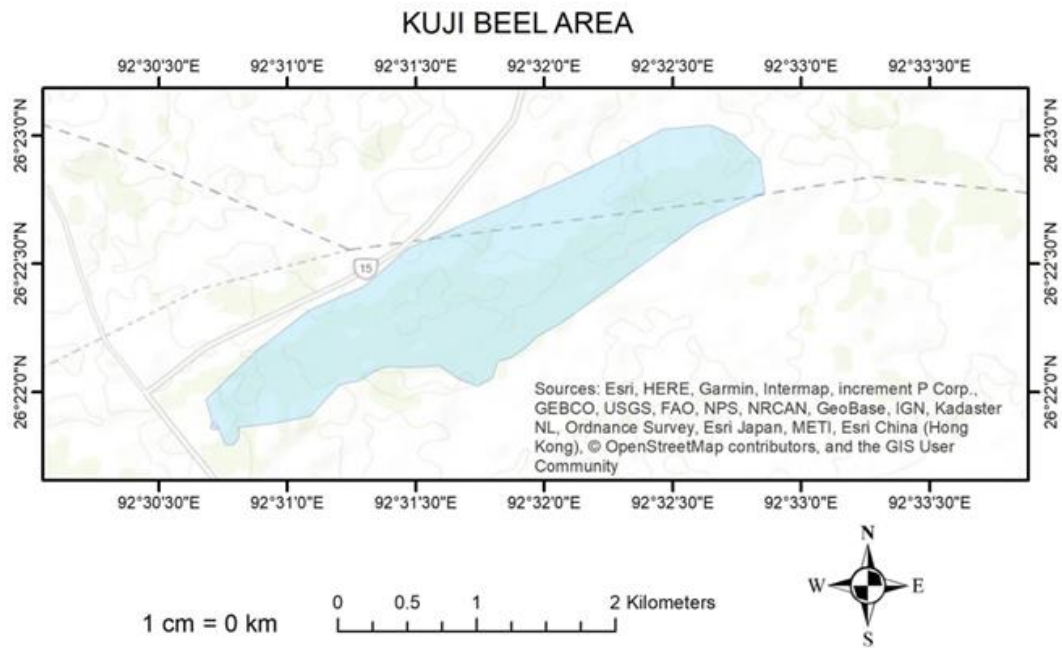 KUJI BEEL AREA
92°30'30"E 92°31'0"E 92°31'30"E 92°32'0"E 92°32'30"E 92°33'0"E 92°33'30"E
26°23'0"N 26°23'0"N
26°22'30"N 26°22'30"N
15
26°22'0"N 26°22'0"N
Sources: Esri, HERE, Garmin, Intermap, increment P Corp.,
GEBCO, USGS, FAO, NPS, NRCAN, GeoBase, IGN, Kadaster
NL, Ordnance Survey, Esri Japan, METI, Esri China (Hong
Kong), © OpenStreetMap contributors, and the GIS User
Community
92°30'30"E 92°31'0"E 92°31'30"E 92°32'0"E 92°32'30"E 92°33'0"E 92°33'30"E
N
W E
S
0 0.5 1 2 Kilometers
1 cm = 0 km